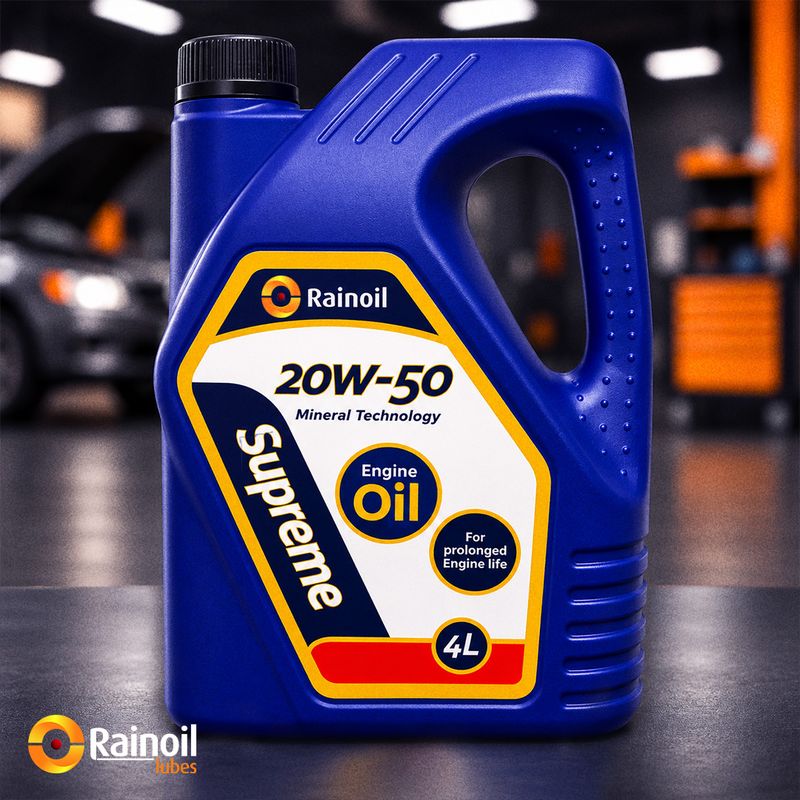 Rainoil
20W-50
Mineral Technology
Supreme
Engine
Oil
For
prolonged
Engine life
4L
Rainoil
lubes